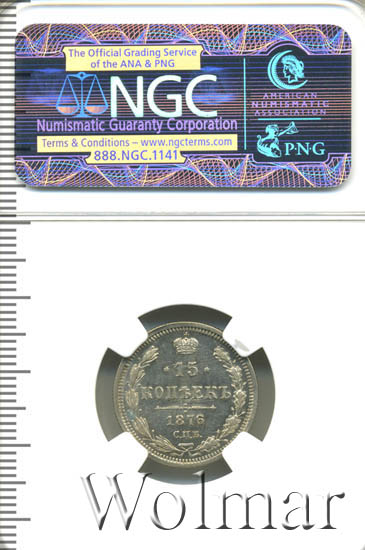 The Official Grading Service
of the ANA & PNG
NGC
Numismatic Guaranty Corporation
Terms & Conditions – www.ngcterms.com
888.NGC.1141
AMERICAN
NUMISMATIC
ASSOCIATION
P·N·G
· 15 ·
КОПѢЕКЪ
1876
С.П.Б.
Wolmar